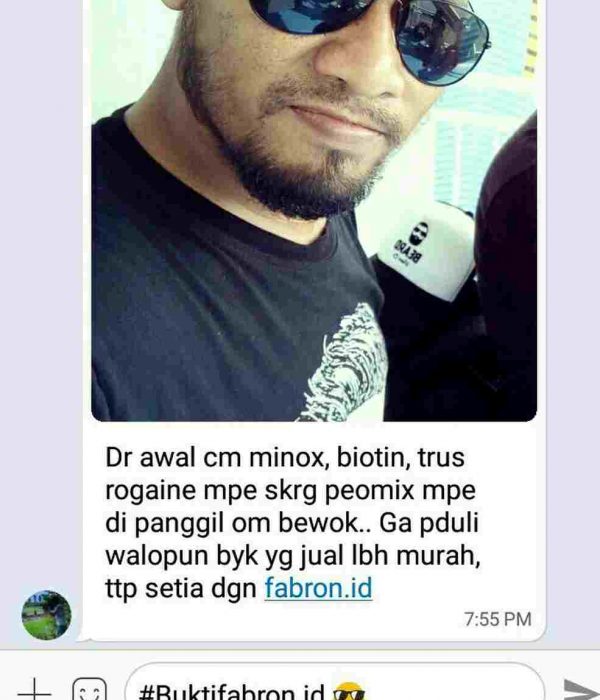 BEARD
Dr awal cm minox, biotin, trus
rogaine mpe skrg peomix mpe
di panggil om bewok.. Ga pduli
walopun byk yg jual lbh murah,
ttp setia dgn fabron.id
7:55 PM
#Buktifabron.id 😎